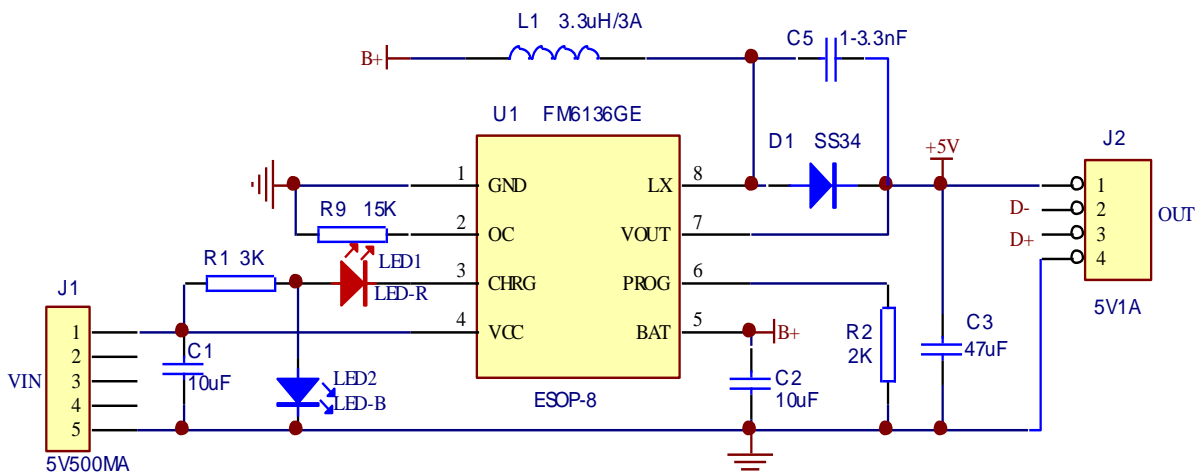 L1 3.3uH/3A
B+
C5 1-3.3nF
U1 FM6136GE
D1 SS34
+5V
J2
1 GND LX 8
R9 15K
2 OC VOUT 7
R1 3K
LED1
LED-R
3 CHRG PROG 6
J1
4 VCC BAT 5
B+
1
2
3
4
5
VIN
5V500MA
C1
10uF
LED2
LED-B
ESOP-8
C2
10uF
R2
2K
C3
47uF
1
D- 2
D+ 3
4
OUT
5V1A